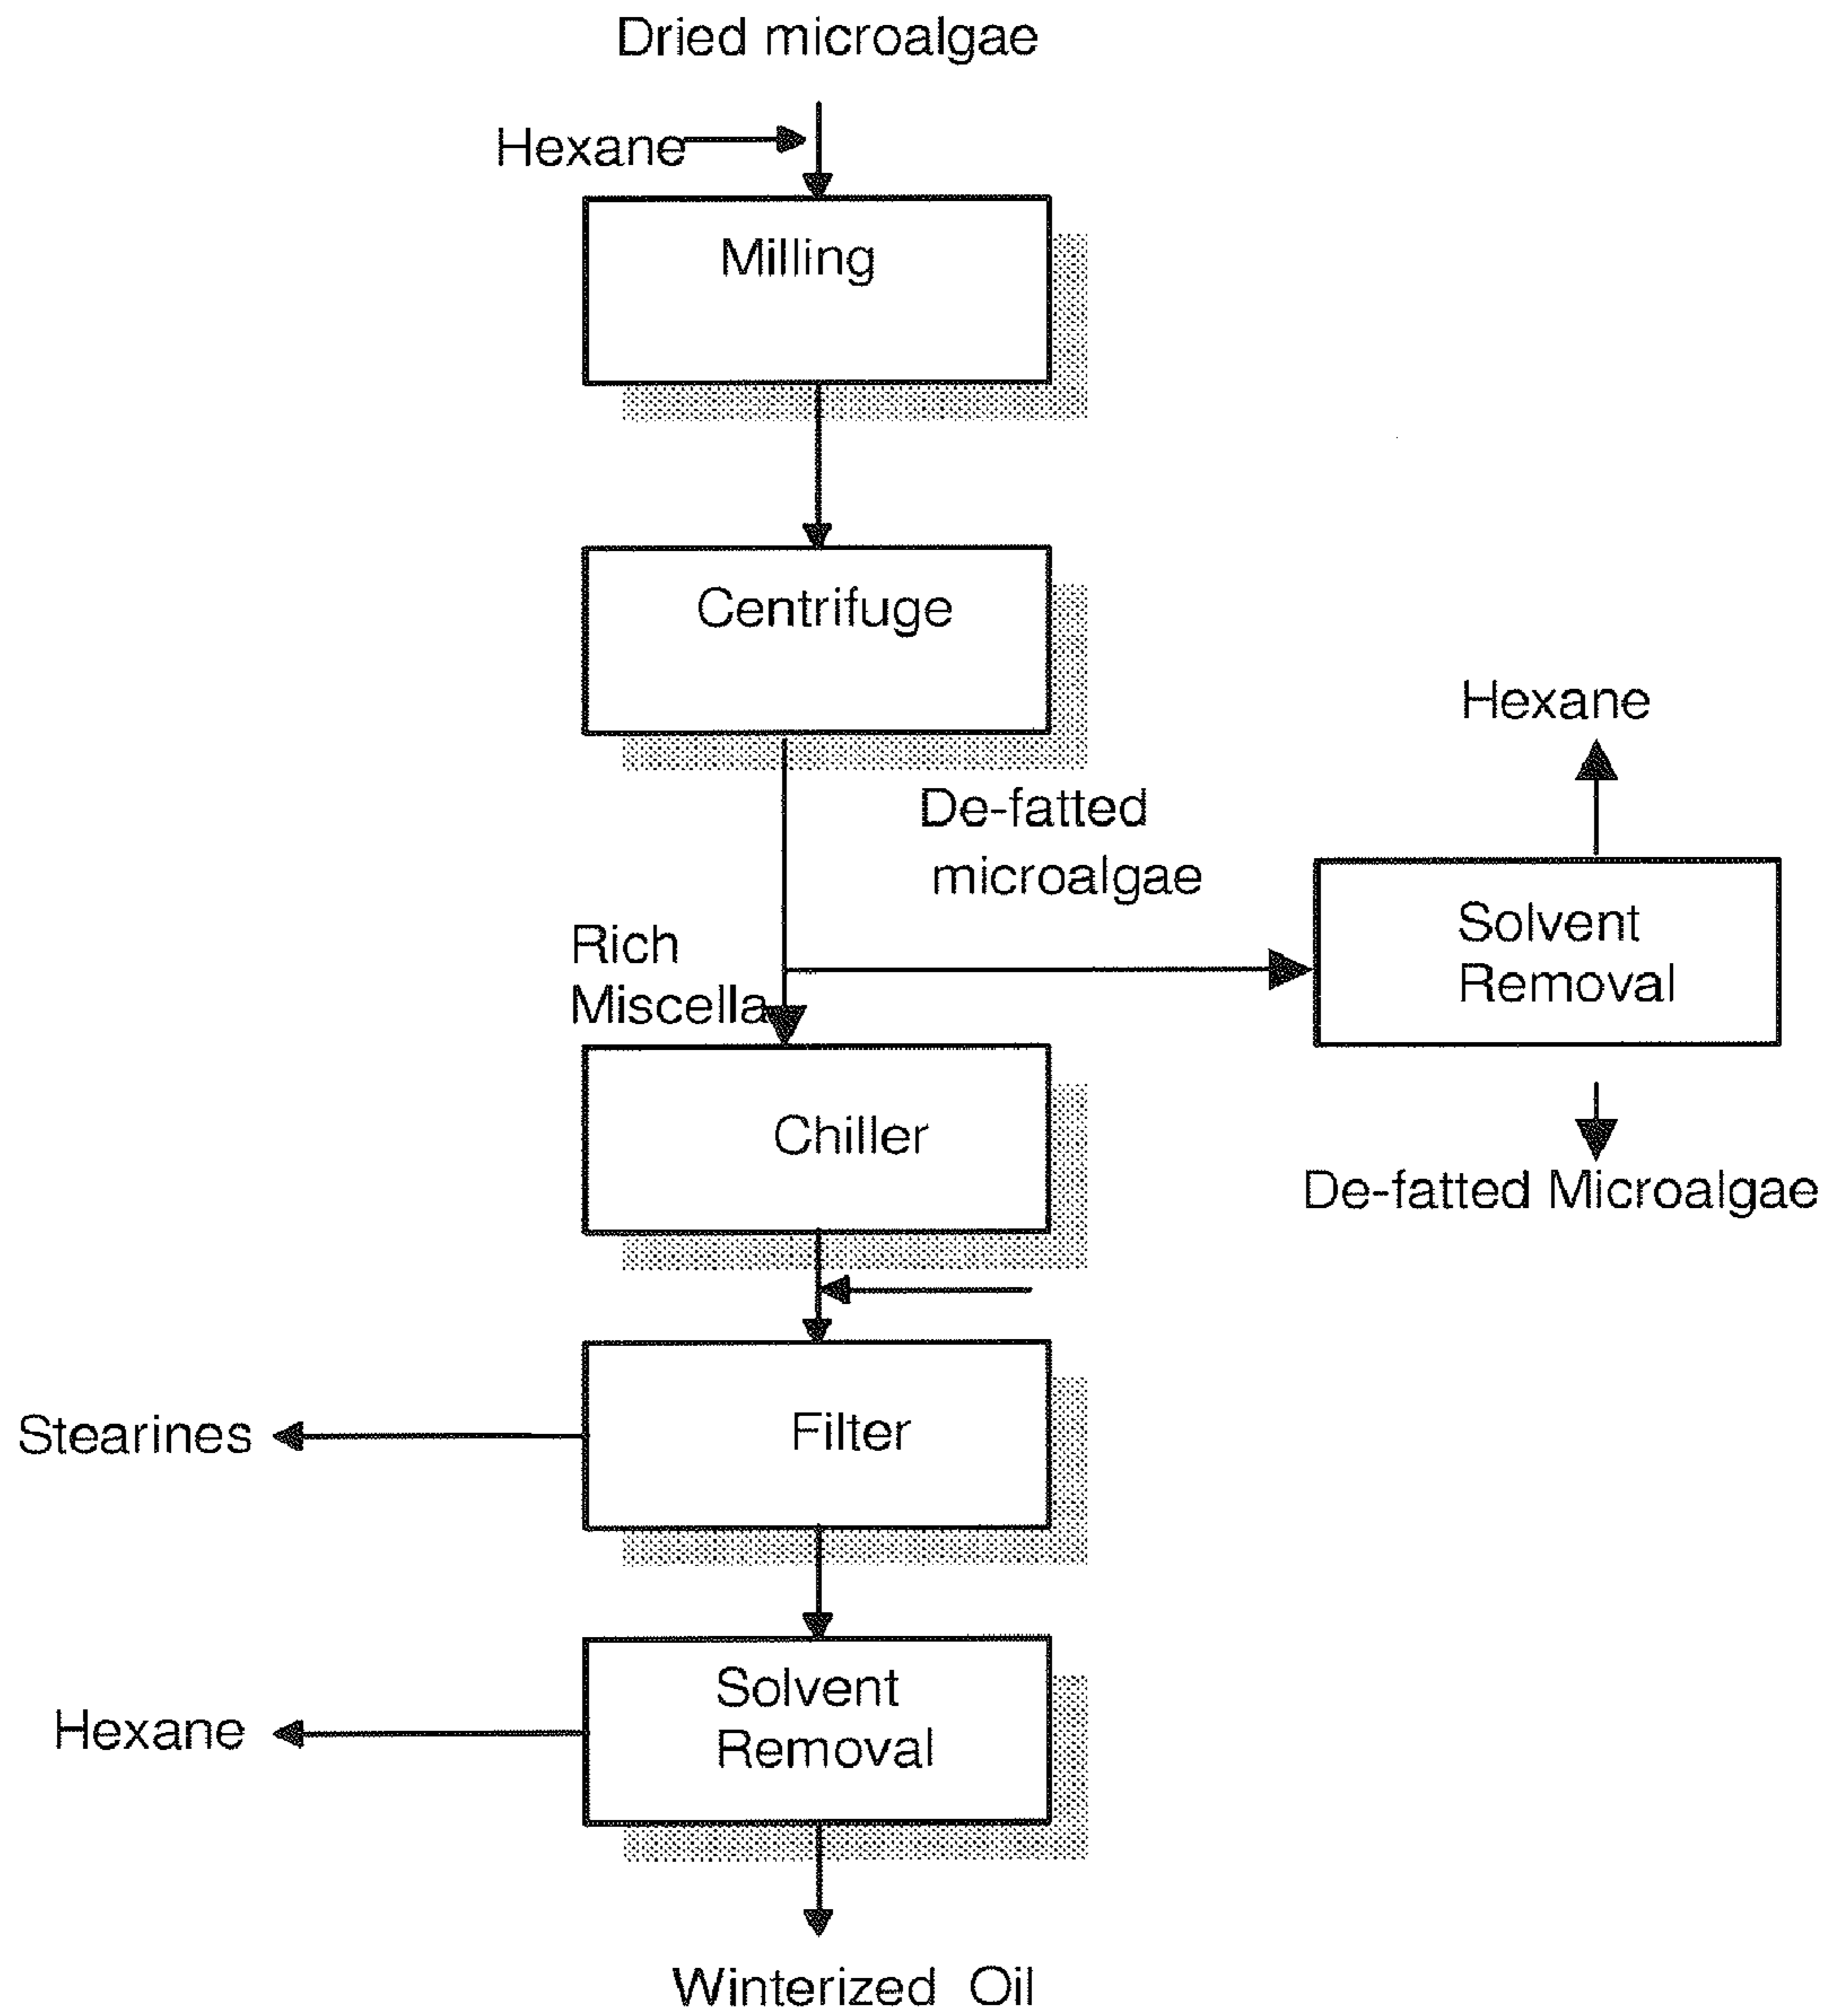 Dried microalgae
Hexane
Milling
Centrifuge
Hexane
De-fatted
microalgae
Solvent
Removal
Rich
Miscella
Chiller
De-fatted Microalgae
Filter
Stearines
Solvent
Removal
Hexane
Winterized Oil